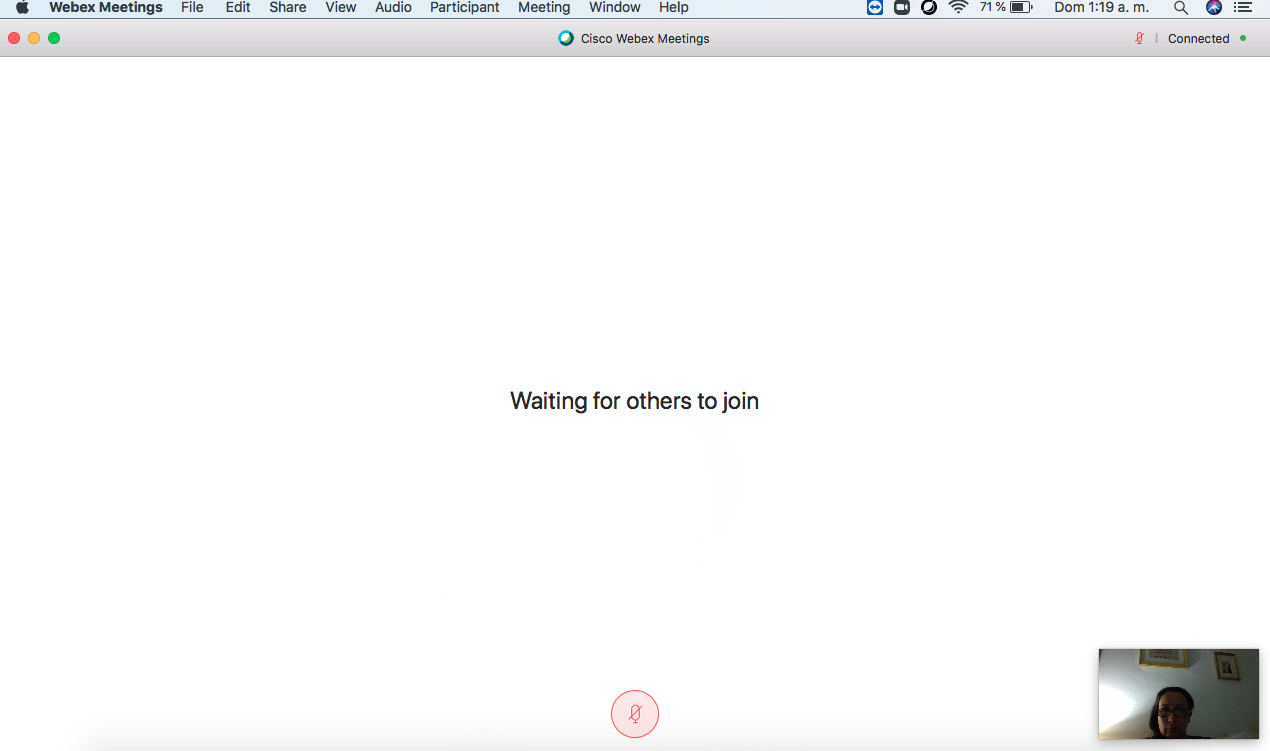 Webex Meetings File Edit Share View Audio Participant Meeting Window Help 71 % Dom 1:19 a. m.
Cisco Webex Meetings Connected
Waiting for others to join